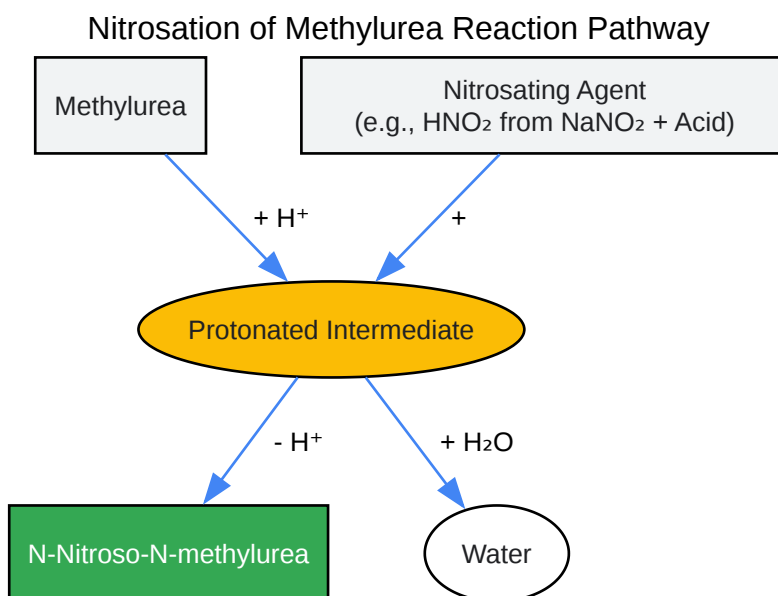 Nitrosation of Methylurea Reaction Pathway
Methylurea
Nitrosating Agent
(e.g., HNO₂ from NaNO₂ + Acid)
+ H⁺
+
Protonated Intermediate
- H⁺
+ H₂O
N-Nitroso-N-methylurea
Water